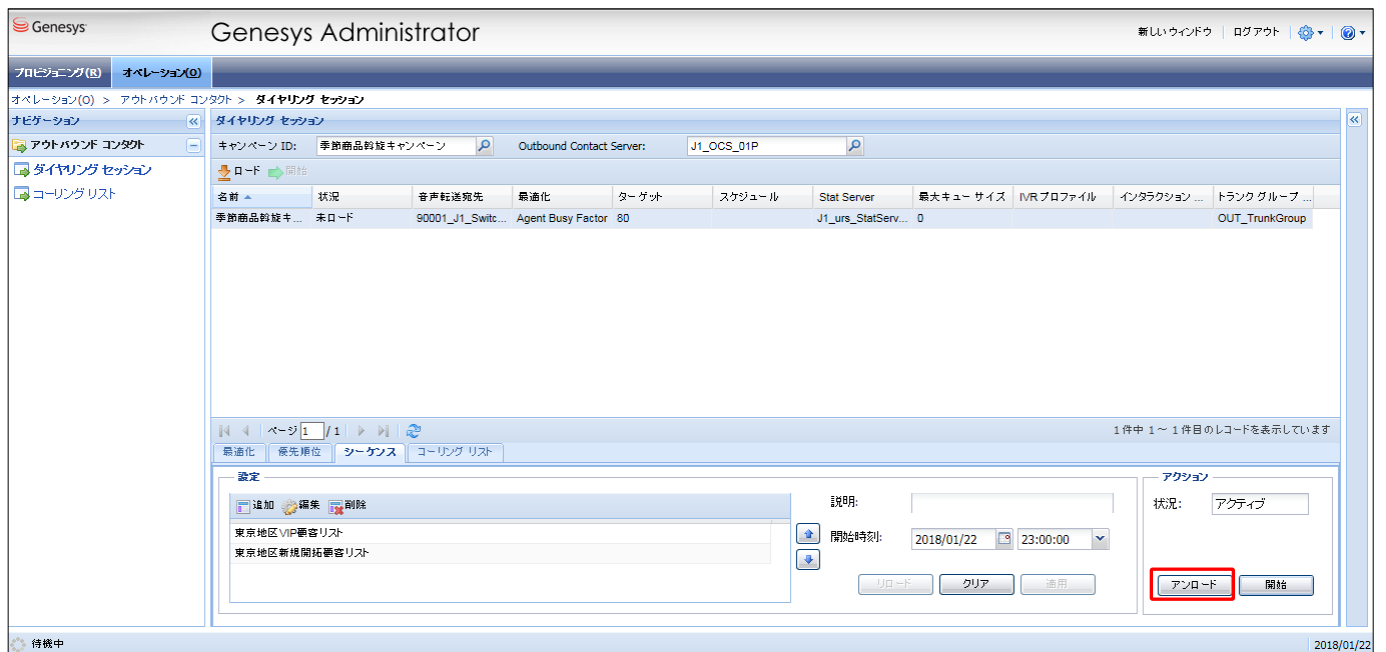 Genesys
Genesys Administrator
新しいウィンドウ ログアウト
プロビジョニング(R) オペレーション(O)
オペレーション(O) > アウトバウンド コンタクト > ダイヤリング セッション
ナビゲーション
アウトバウンド コンタクト
ダイヤリング セッション
コーリング リスト
ダイヤリング セッション
キャンペーン ID: 季節商品斡旋キャンペーン Outbound Contact Server: J1_OCS_01P
ロード 開始
名前 状況 音声転送宛先 最適化 ターゲット スケジュール Stat Server 最大キュー サイズ IVR プロファイル インタラクション ... トランク グループ ...
季節商品斡旋キ... 未ロード 90001_J1_Switc... Agent Busy Factor 80 J1_urs_StatServ... 0 OUT_TrunkGroup
ページ 1 / 1 1 件中 1 ～ 1 件目のレコードを表示しています
最適化 優先順位 シーケンス コーリング リスト
設定
追加 編集 削除
東京地区VIP顧客リスト
東京地区新規開拓顧客リスト
説明:
開始時刻: 2018/01/22 23:00:00
リロード クリア 適用
アクション
状況: アクティブ
アンロード 開始
待機中 2018/01/22